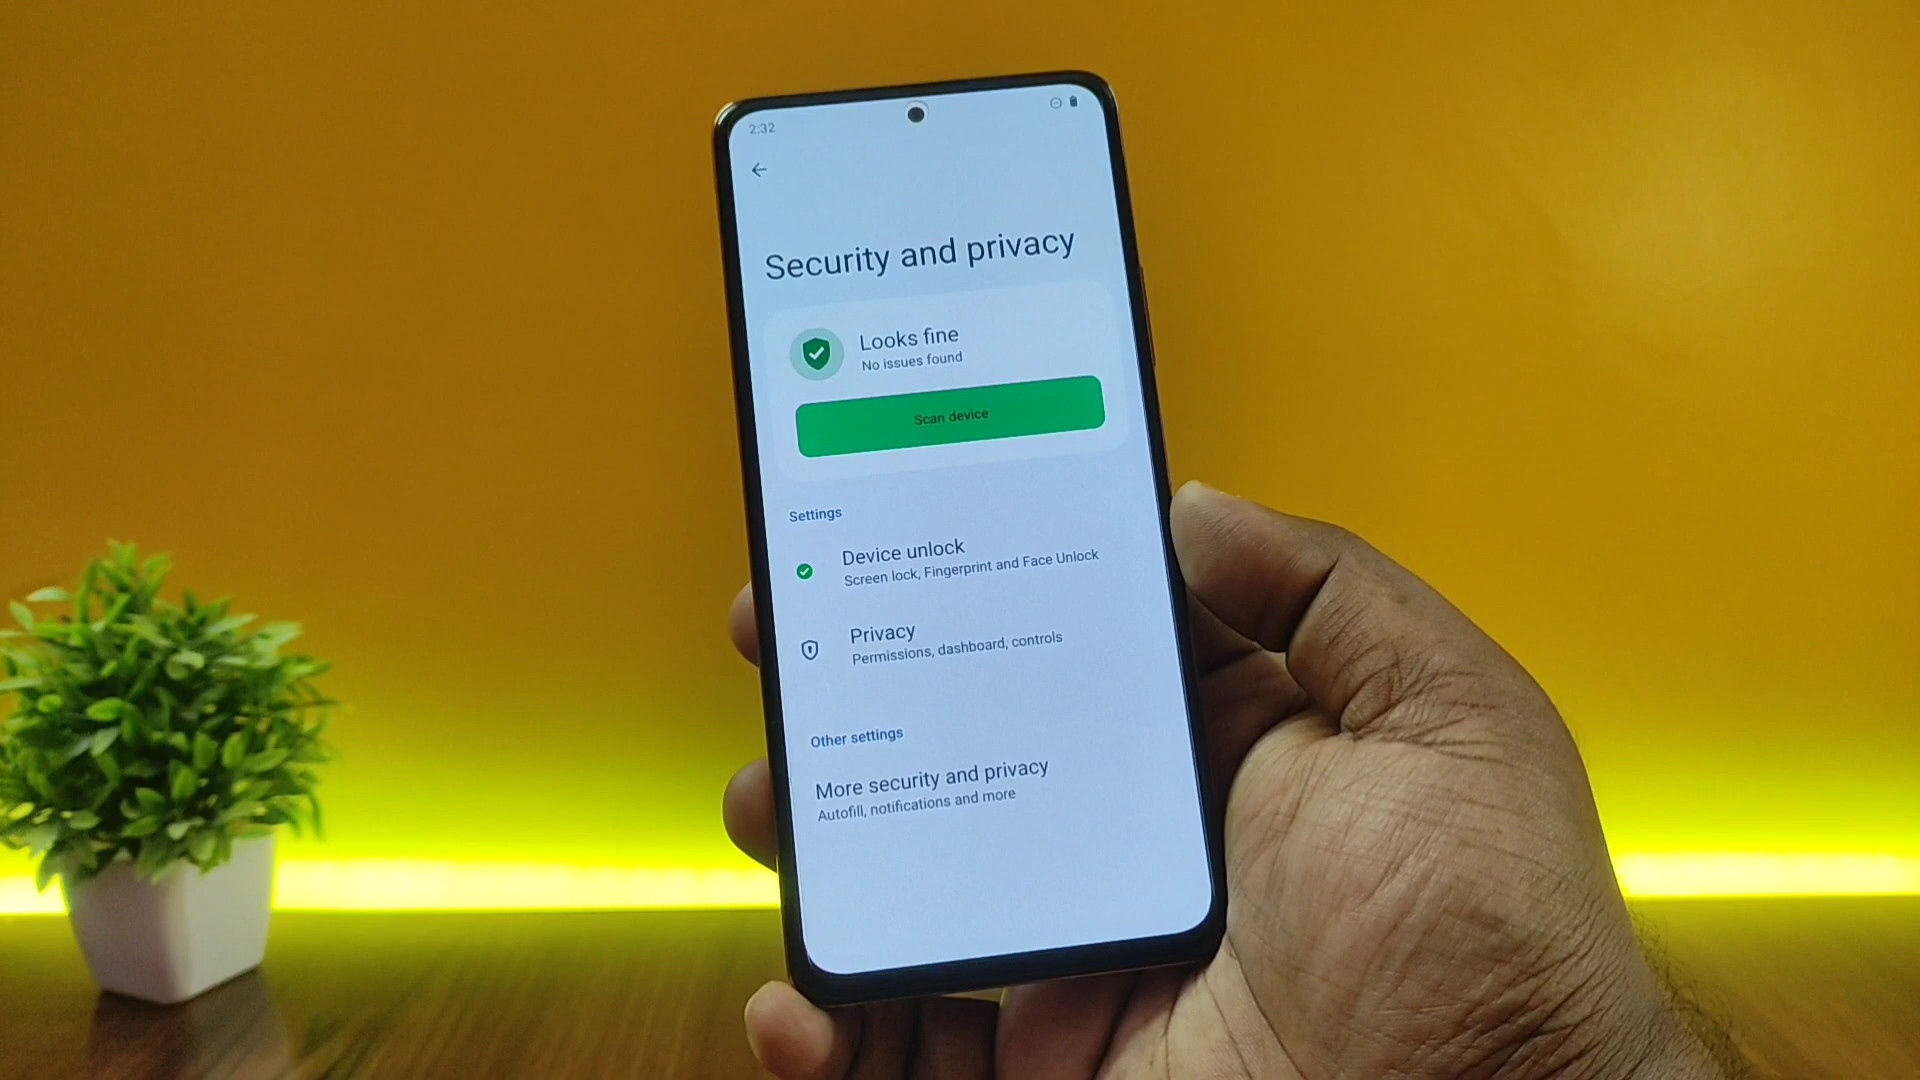 2:32
Security and privacy
Looks fine
No issues found
Scan device
Settings
Device unlock
Screen lock, Fingerprint and Face Unlock
Privacy
Permissions, dashboard, controls
Other settings
More security and privacy
Autofill, notifications and more